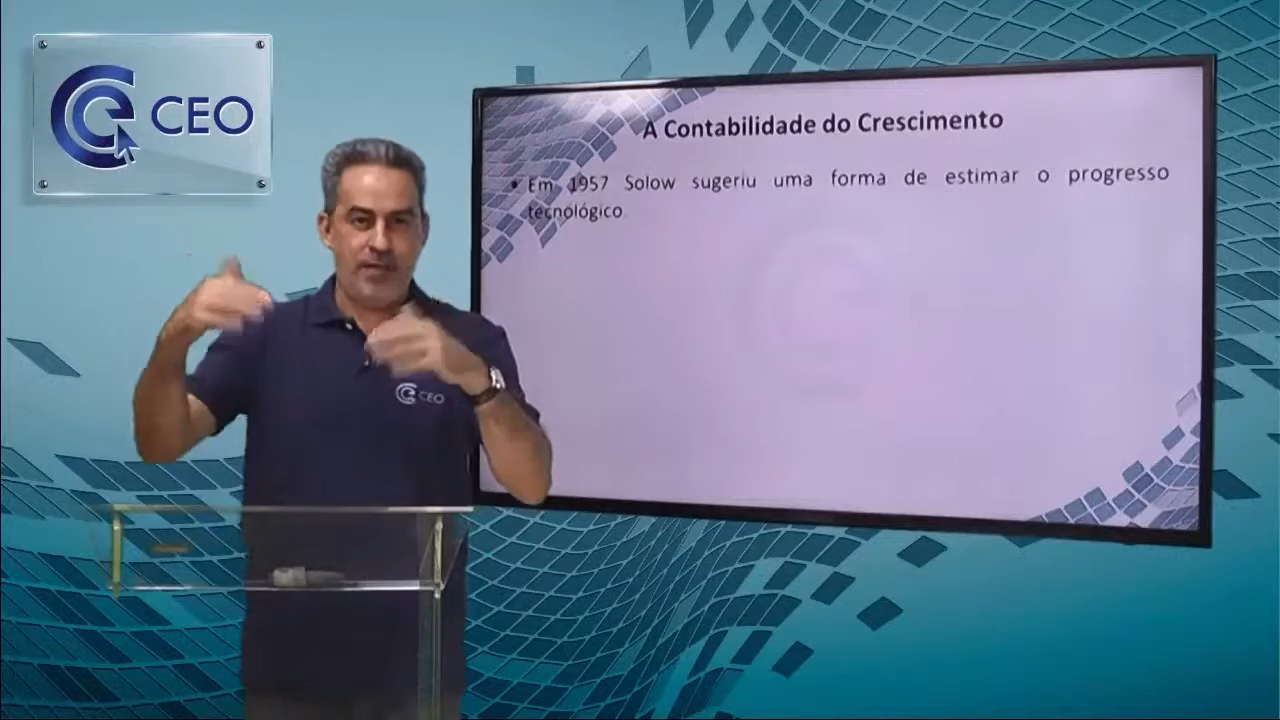 CEO
A Contabilidade do Crescimento
• Em 1957 Solow sugeriu uma forma de estimar o progresso
tecnológico.
CEO